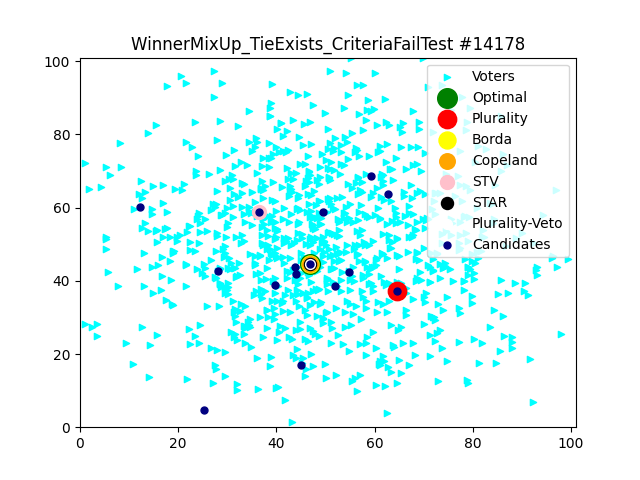 WinnerMixUp_TieExists_CriteriaFailTest #14178
100
80
60
40
20
0
0 20 40 60 80 100
Voters
Optimal
Plurality
Borda
Copeland
STV
STAR
Plurality-Veto
Candidates